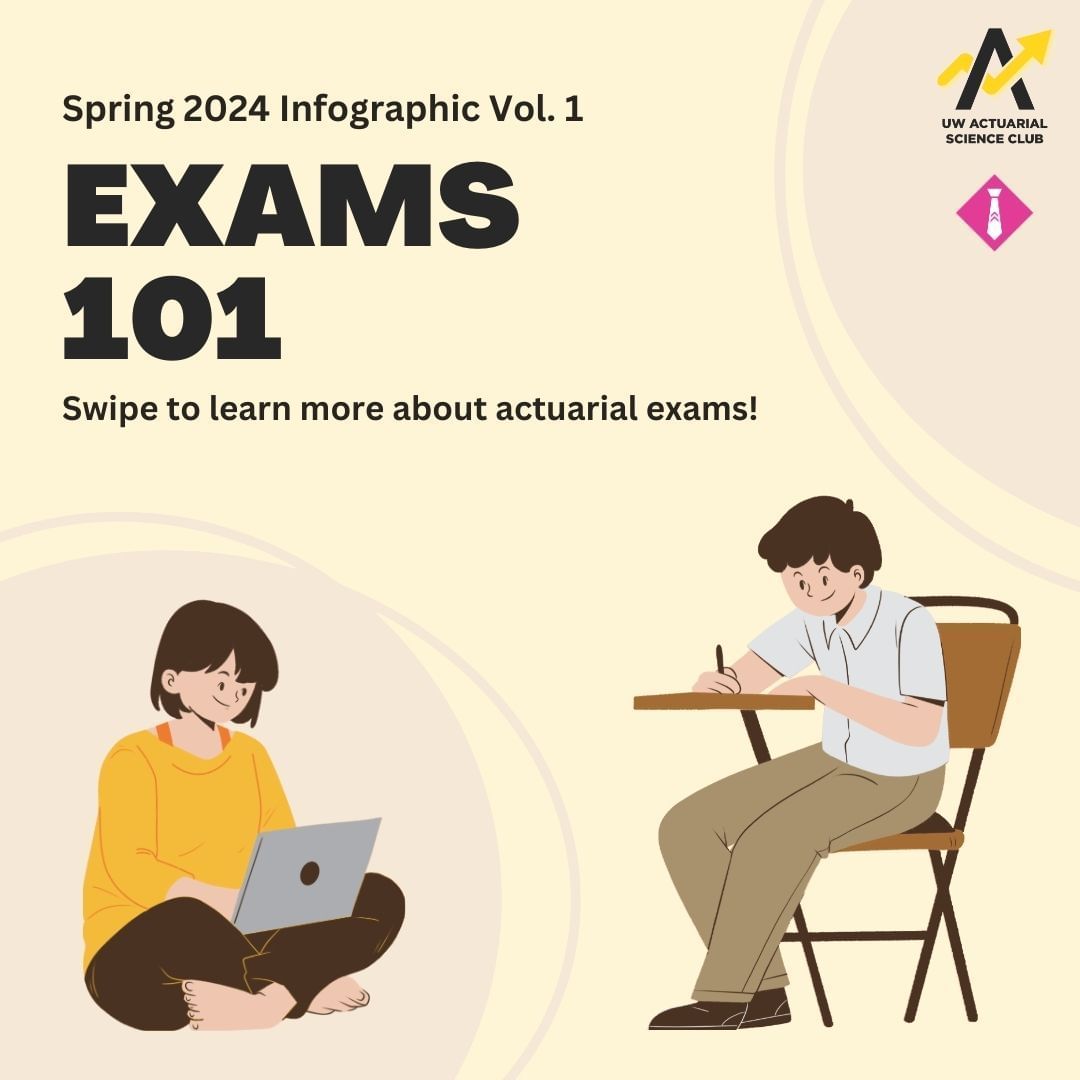 Spring 2024 Infographic Vol. 1
EXAMS
101
Swipe to learn more about actuarial exams!
UW ACTUARIAL
SCIENCE CLUB